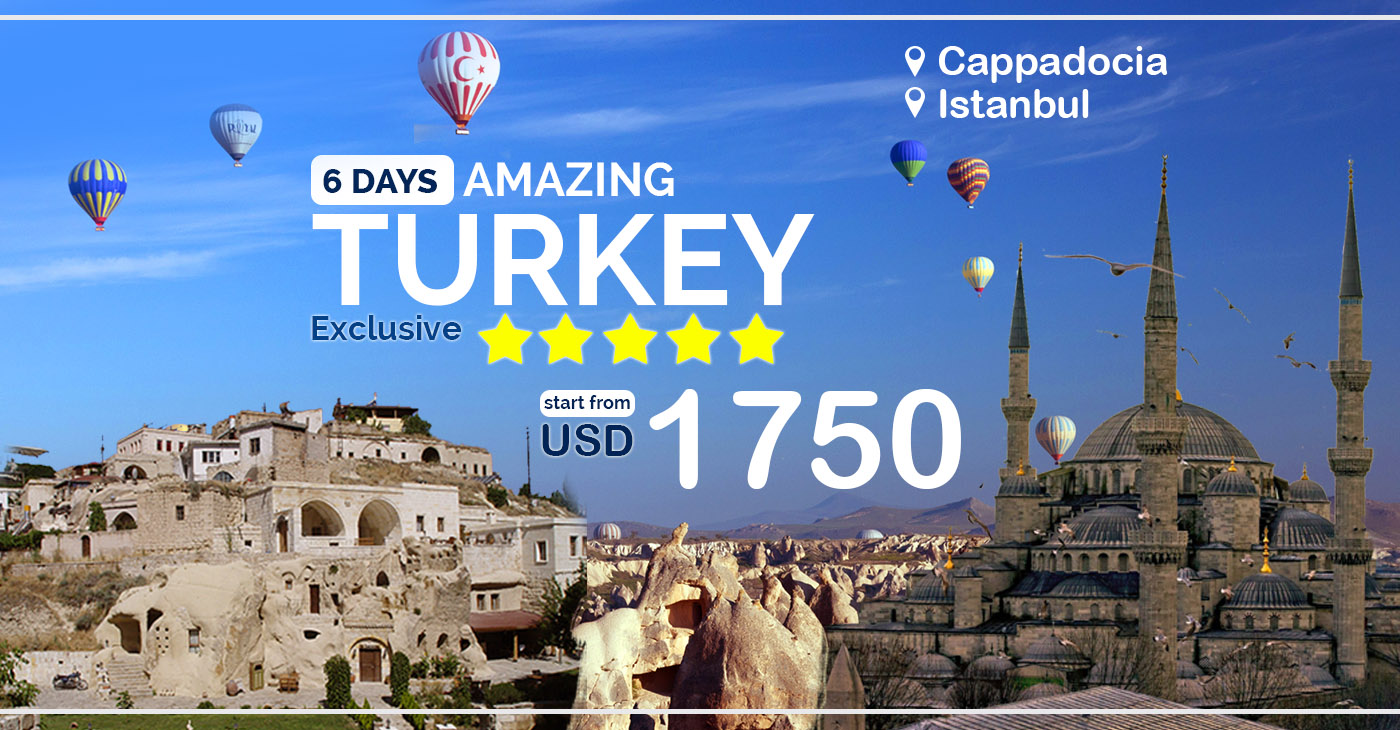 Cappadocia
Istanbul
6 DAYS AMAZING
TURKEY
Exclusive
start from
USD 1750